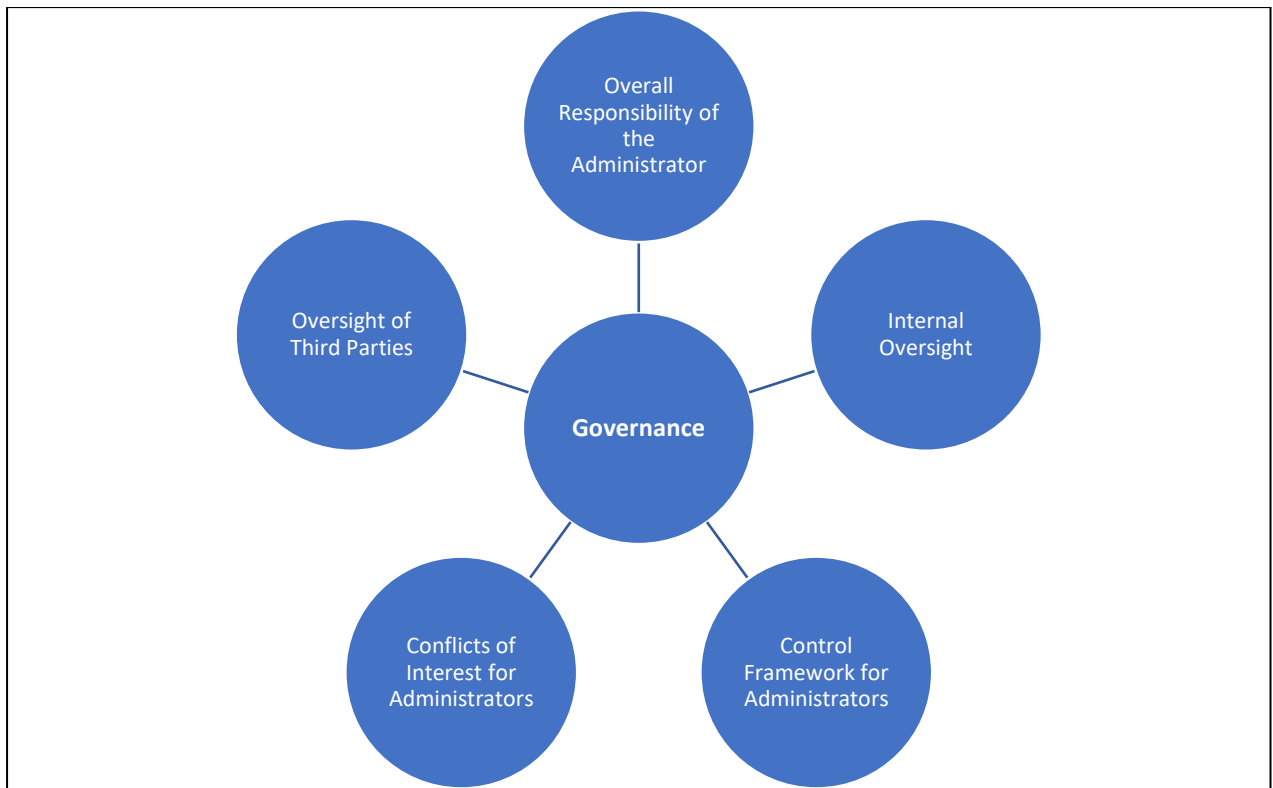 Overall
Responsibility of
the
Administrator
Oversight of
Third Parties
Internal
Oversight
Governance
Conflicts of
Interest for
Administrators
Control
Framework for
Administrators